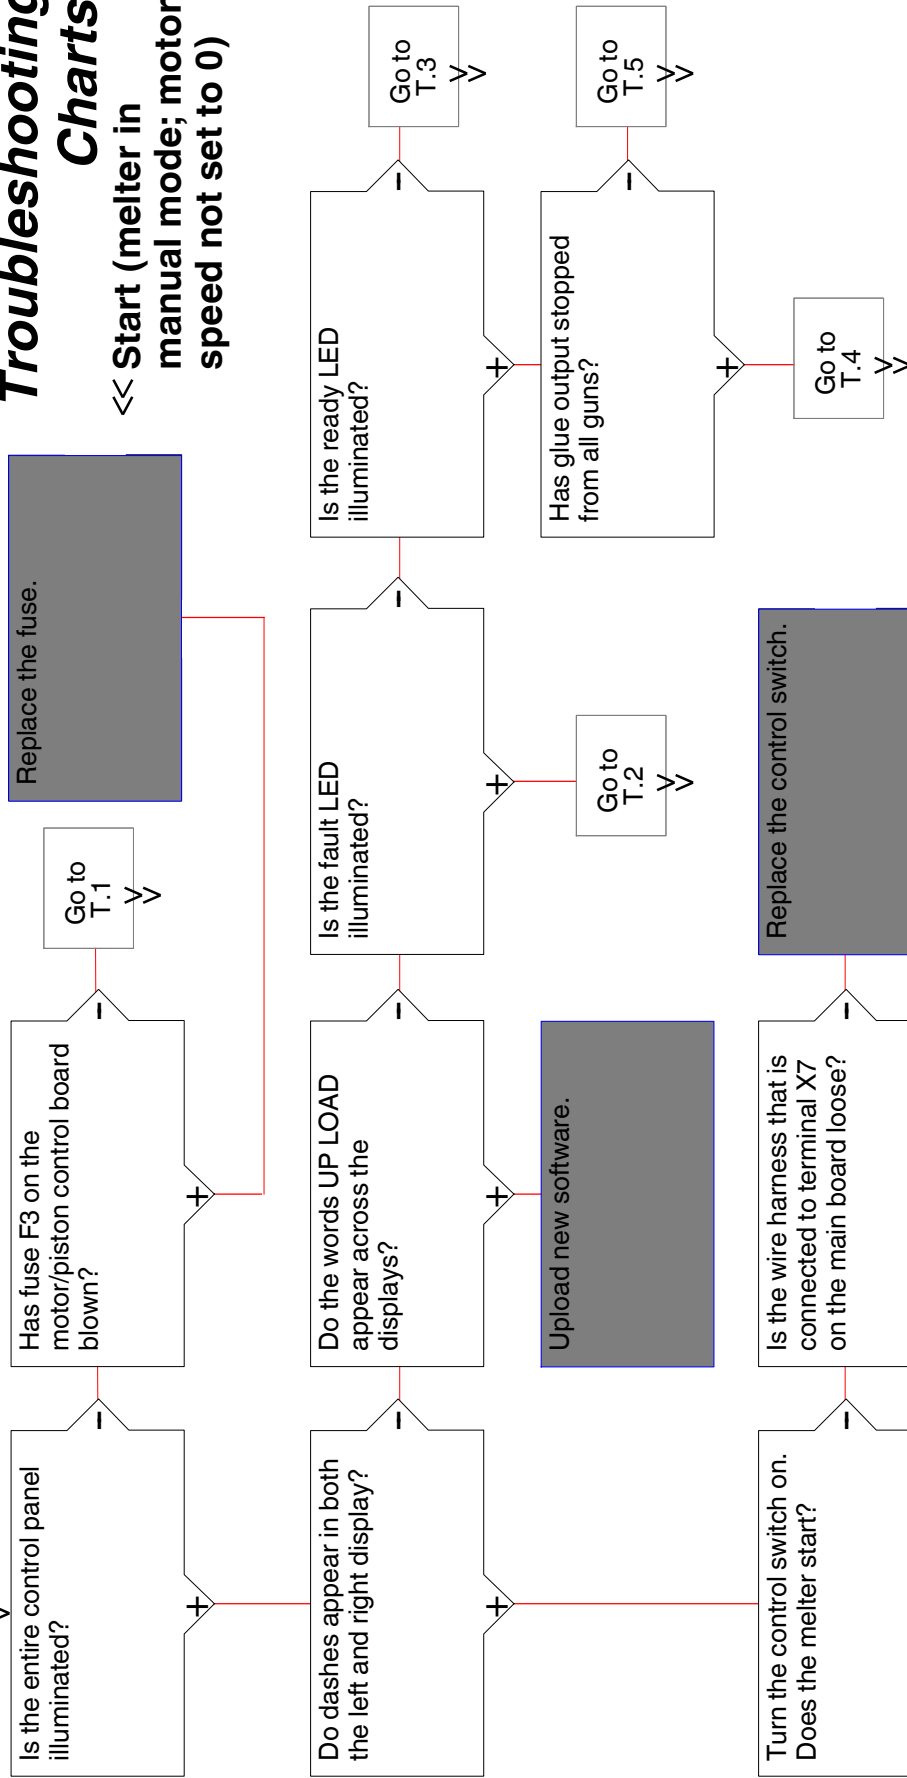 Troubleshooting
Charts
<< Start (melter in
manual mode; motor
speed not set to 0)
Is the entire control panel
illuminated?
+
-
Has fuse F3 on the
motor/piston control board
blown?
+
-
Go to
T.1
>>
Replace the fuse.
Do dashes appear in both
the left and right display?
+
-
Do the words UP LOAD
appear across the
displays?
+
-
Upload new software.
Is the fault LED
illuminated?
+
-
Go to
T.2
>>
Is the ready LED
illuminated?
+
-
Go to
T.3
>>
Has glue output stopped
from all guns?
+
-
Go to
T.5
>>
Go to
T.4
>>
Turn the control switch on.
Does the melter start?
-
Is the wire harness that is
connected to terminal X7
on the main board loose?
-
Replace the control switch.